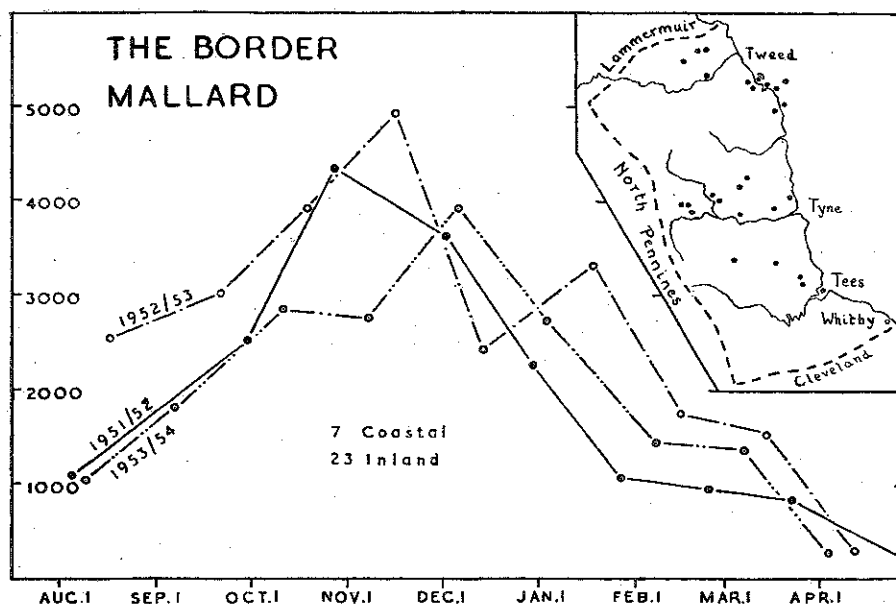 THE BORDER
MALLARD
5000
4000
3000
2000
1000
1952/53
1951/52
1953/54
7 Coastal
23 Inland
AUG.1 SEP.1 OCT.1 NOV.1 DEC.1 JAN.1 FEB.1 MAR.1 APR.1
Lammermuir
Tweed
North Pennines
Tyne
Tees
Whitby
Cleveland